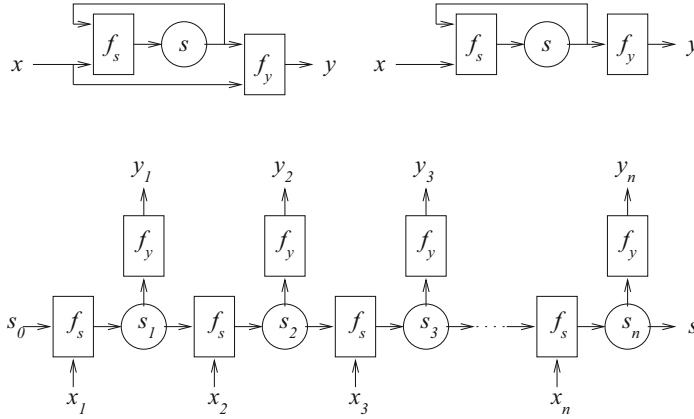 x f_s s f_y y
x f_s s f_y y
y_1 y_2 y_3 y_n
f_y f_y f_y f_y
s_0 f_s s_1 f_s s_2 f_s s_3 ······ f_s s_n s
x_1 x_2 x_3 x_n